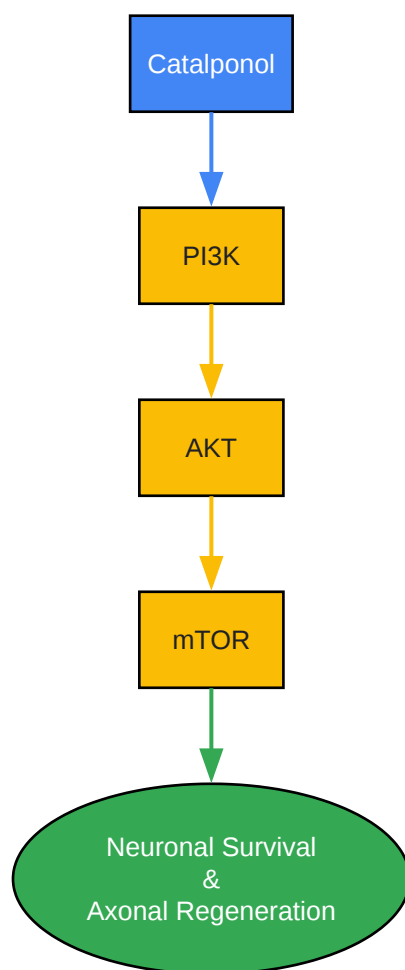 Catalponol
PI3K
AKT
mTOR
Neuronal Survival
&
Axonal Regeneration